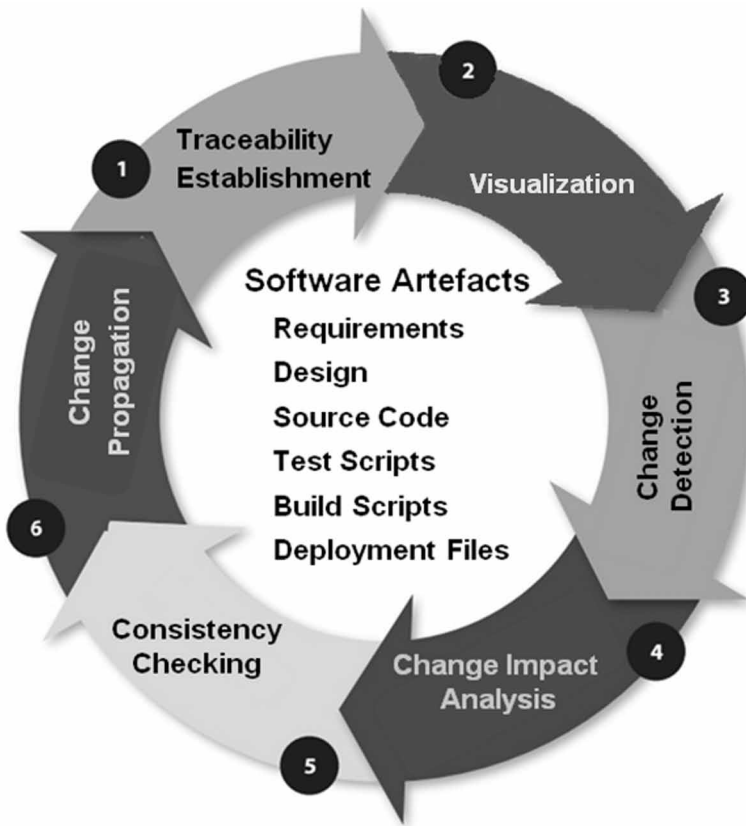 1
Traceability
Establishment
2
Visualization
3
Change
Detection
4
Change Impact
Analysis
5
Consistency
Checking
6
Change
Propagation
Software Artefacts
Requirements
Design
Source Code
Test Scripts
Build Scripts
Deployment Files